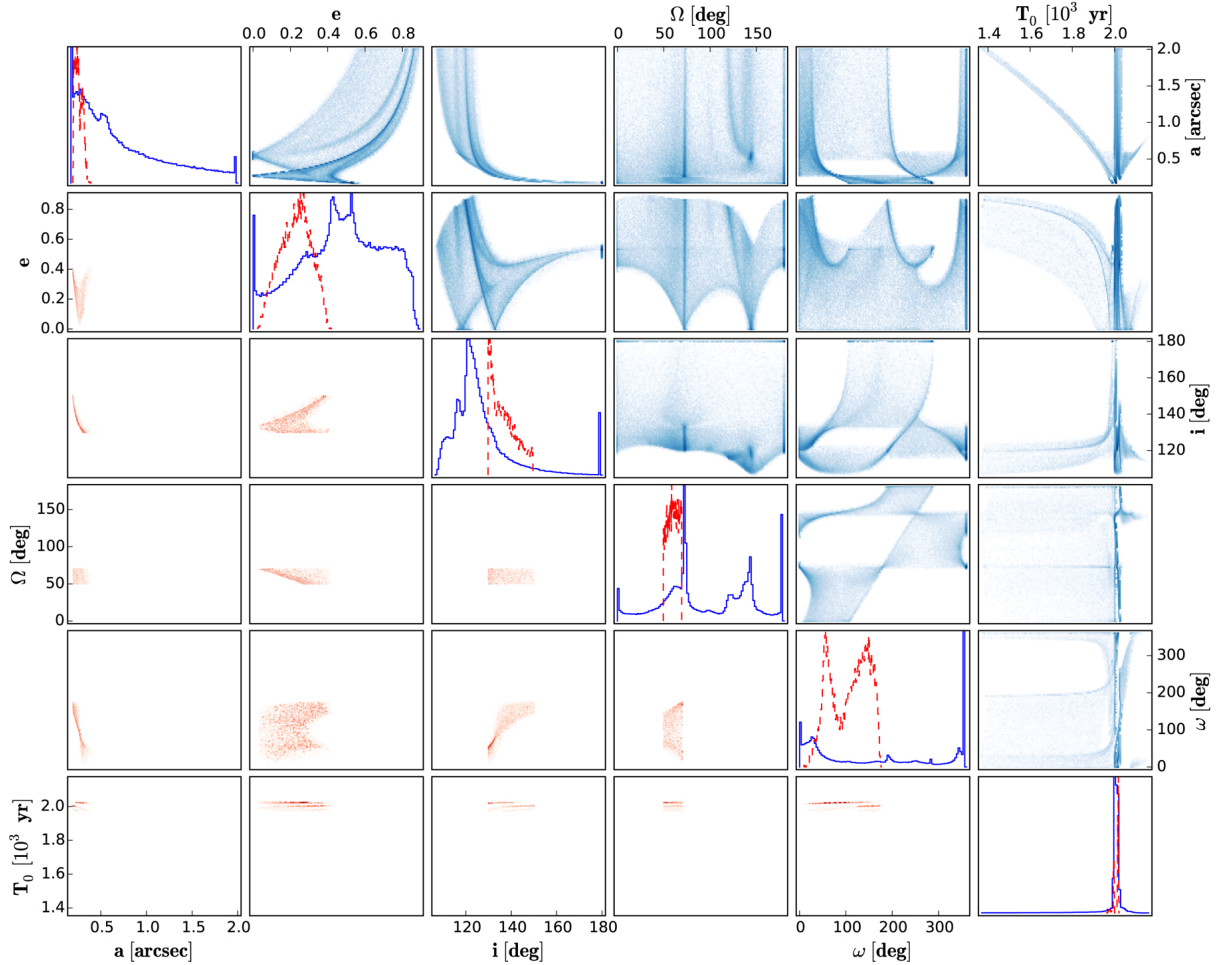 e Ω [deg] T₀ [10³ yr]
0.0 0.2 0.4 0.6 0.8 0 50 100 150 1.4 1.6 1.8 2.0
2.0
1.5
1.0
0.5
a [arcsec]
0.8
0.6
0.4
0.2
0.0
e
180
160
140
120
i [deg]
150
100
50
0
Ω [deg]
300
200
100
0
ω [deg]
2.0
1.8
1.6
1.4
T₀ [10³ yr]
0.5 1.0 1.5 2.0 120 140 160 180 0 100 200 300
a [arcsec] i [deg] ω [deg]